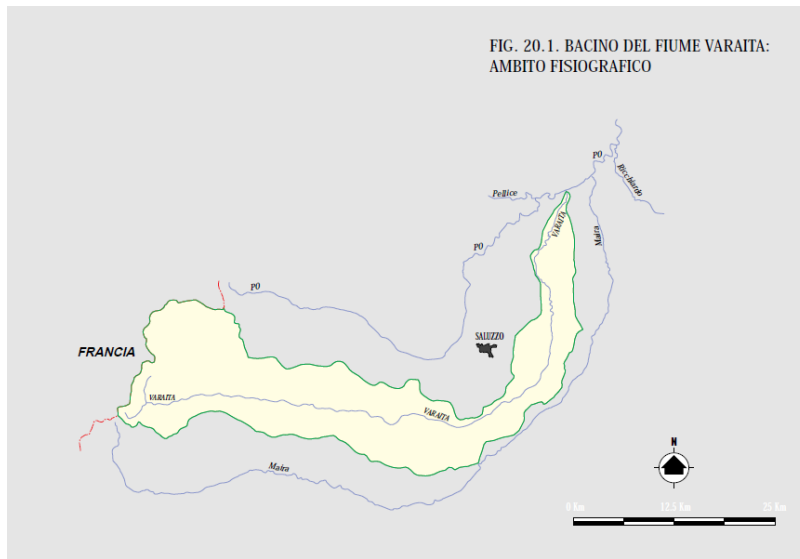 FIG. 20.1. BACINO DEL FIUME VARAITA:
AMBITO FISIOGRAFICO
PO
Ricchiardo
Pellice
VARAITA
Maira
PO
PO
SALUZZO
FRANCIA
VARAITA
VARAITA
Maira
N
0 Km 12,5 Km 25 Km